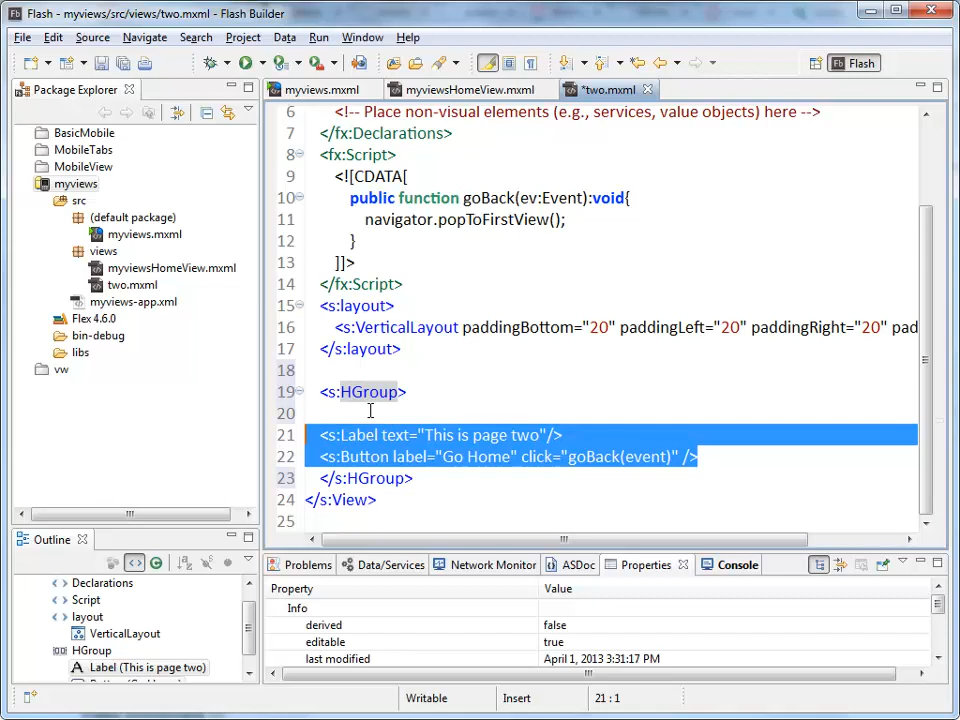 Flash - myviews/src/views/two.mxml - Flash Builder
File Edit Source Navigate Search Project Data Run Window Help
Flash
Package Explorer
BasicMobile
MobileTabs
MobileView
myviews
src
(default package)
myviews.mxml
views
myviewsHomeView.mxml
two.mxml
myviews-app.xml
Flex 4.6.0
bin-debug
libs
vw
Outline
Declarations
Script
layout
VerticalLayout
HGroup
Label (This is page two)
myviews.mxml myviewsHomeView.mxml *two.mxml
6 <!-- Place non-visual elements (e.g., services, value objects) here -->
7 </fx:Declarations>
8 <fx:Script>
9 <![CDATA[
10 public function goBack(ev:Event):void{
11 navigator.popToFirstView();
12 }
13 ]]>
14 </fx:Script>
15 <s:layout>
16 <s:VerticalLayout paddingBottom="20" paddingLeft="20" paddingRight="20" pad
17 </s:layout>
18
19 <s:HGroup>
20
21 <s:Label text="This is page two"/>
22 <s:Button label="Go Home" click="goBack(event)" />
23 </s:HGroup>
24 </s:View>
25
Problems Data/Services Network Monitor ASDoc Properties Console
Property Value
Info
derived false
editable true
last modified April 1, 2013 3:31:17 PM
Writable Insert 21 : 1